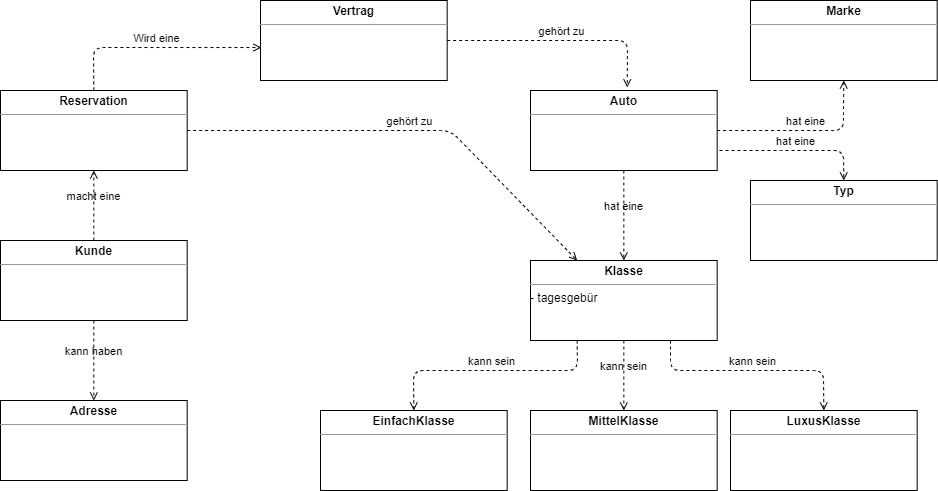 Vertrag
Marke
Wird eine
gehört zu
Reservation
Auto
gehört zu
hat eine
hat eine
macht eine
Typ
hat eine
Kunde
Klasse
- tagesgebür
kann haben
kann sein
kann sein
kann sein
Adresse
EinfachKlasse
MittelKlasse
LuxusKlasse